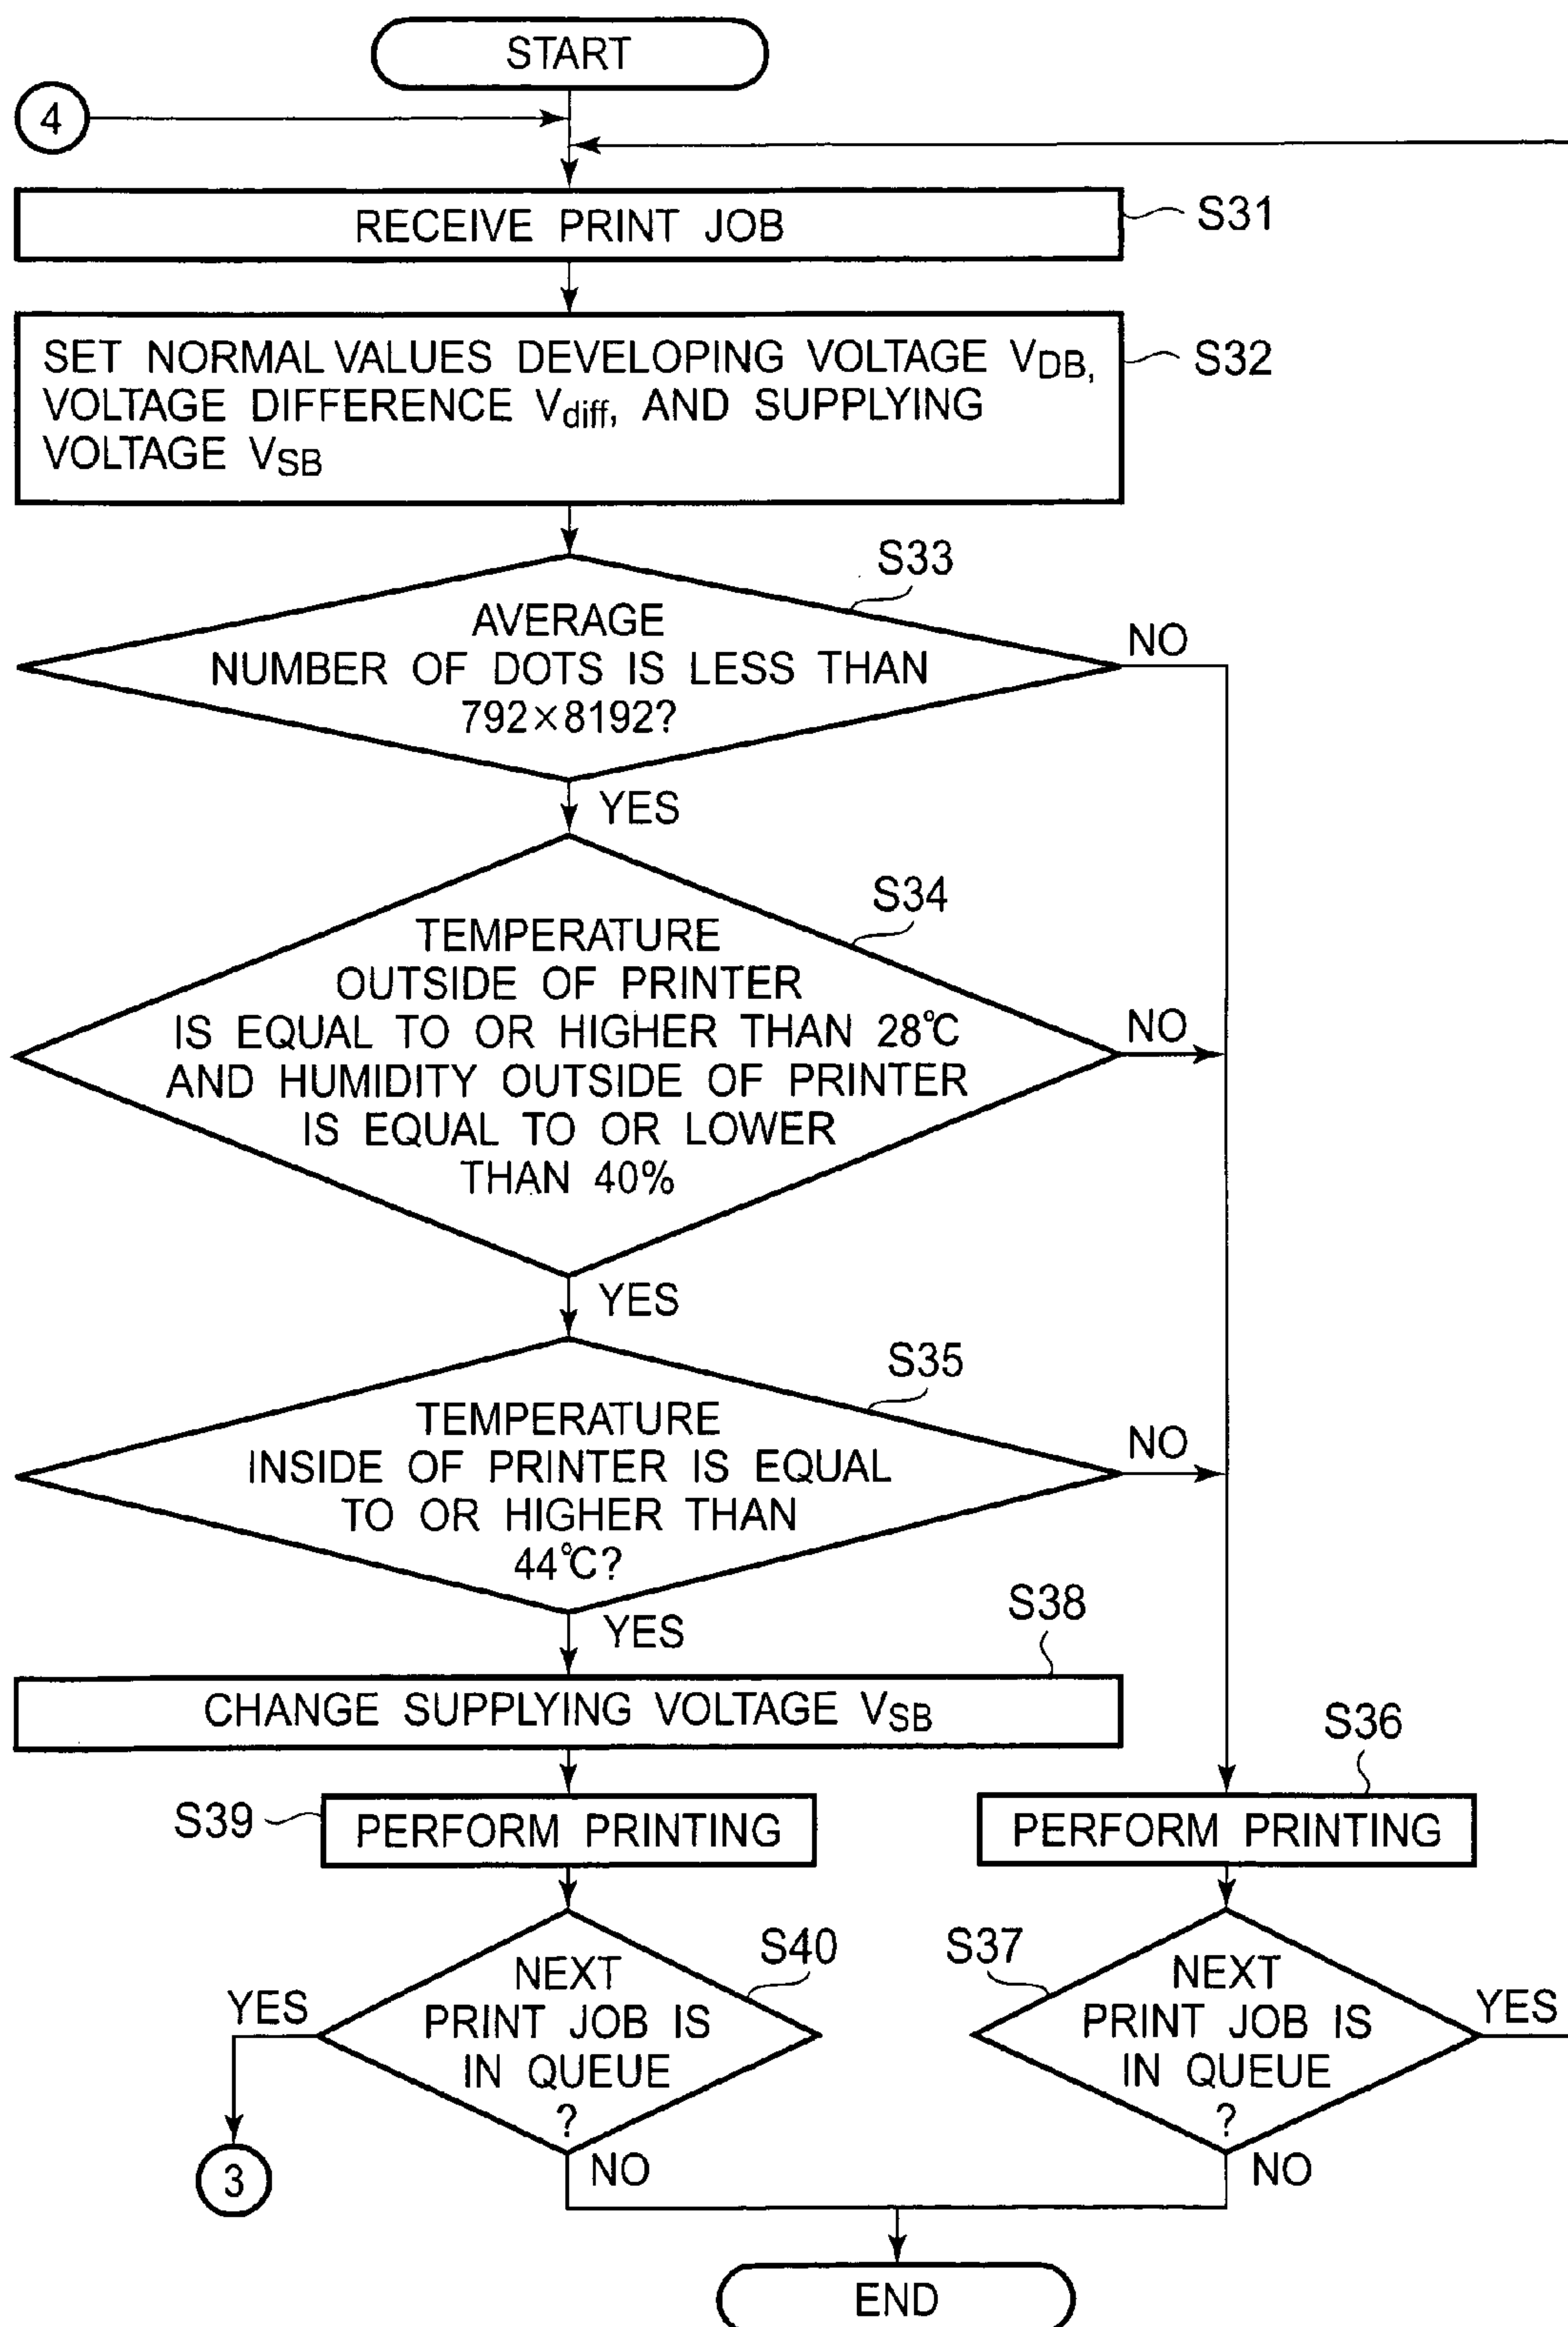 START
4
RECEIVE PRINT JOB
S31
SET NORMAL VALUES DEVELOPING VOLTAGE VDB,
VOLTAGE DIFFERENCE Vdiff, AND SUPPLYING
VOLTAGE VSB
S32
S33
AVERAGE
NUMBER OF DOTS IS LESS THAN
792×8192?
NO
YES
S34
TEMPERATURE
OUTSIDE OF PRINTER
IS EQUAL TO OR HIGHER THAN 28℃
AND HUMIDITY OUTSIDE OF PRINTER
IS EQUAL TO OR LOWER
THAN 40%
NO
YES
S35
TEMPERATURE
INSIDE OF PRINTER IS EQUAL
TO OR HIGHER THAN
44℃?
NO
YES
S38
CHANGE SUPPLYING VOLTAGE VSB
S36
S39
PERFORM PRINTING
PERFORM PRINTING
S40
NEXT
PRINT JOB IS
IN QUEUE
?
YES
NO
3
S37
NEXT
PRINT JOB IS
IN QUEUE
?
YES
NO
END